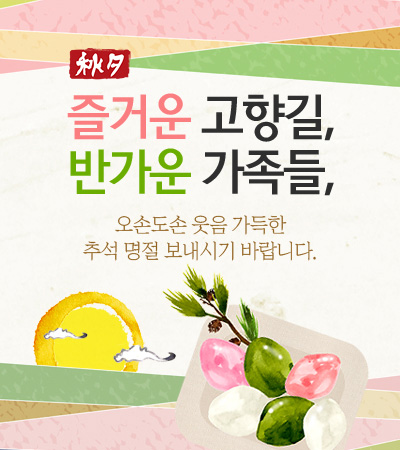 秋夕
즐거운 고향길,
반가운 가족들,
오손도손 웃음 가득한
추석 명절 보내시기 바랍니다.